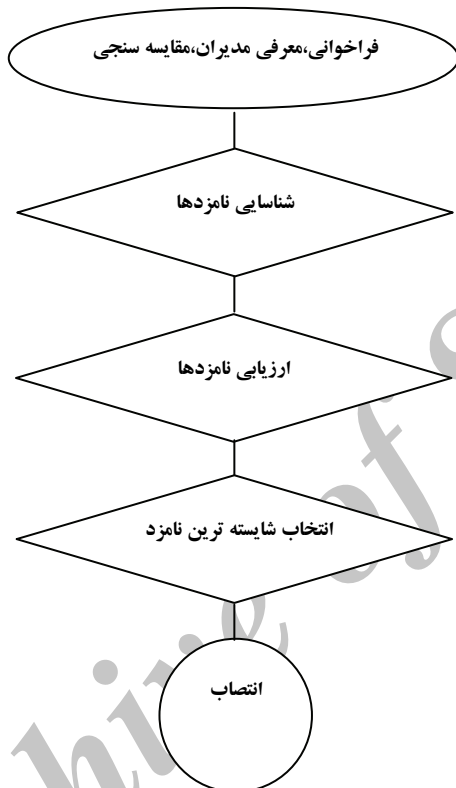 فراخوانی،معرفی مدیران،مقایسه سنجی
شناسایی نامزدها
ارزیابی نامزدها
انتخاب شایسته ترین نامزد
انتصاب